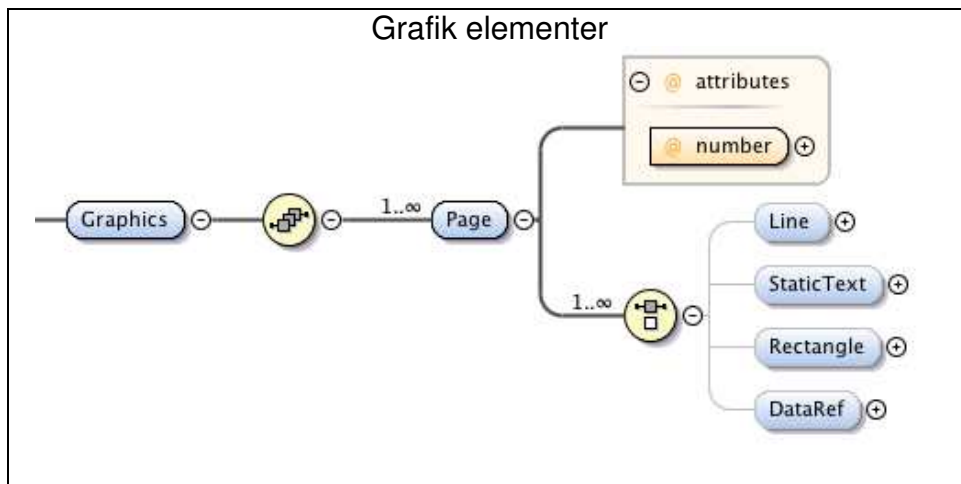 Grafik elementer
@ attributes
@ number
Graphics
1..∞
Page
1..∞
Line
StaticText
Rectangle
DataRef